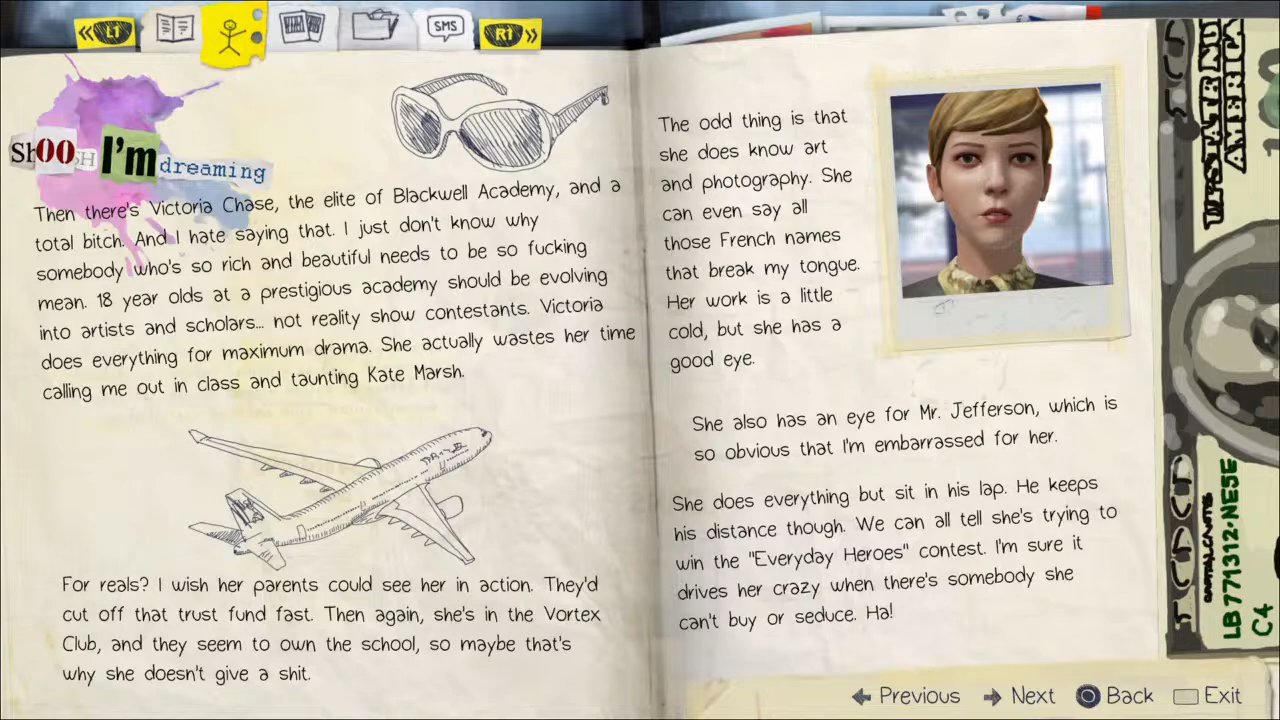 L1
SMS
R1
ShOOSH I'm dreaming
Then there's Victoria Chase, the elite of Blackwell Academy, and a
total bitch. And I hate saying that. I just don't know why
somebody who's so rich and beautiful needs to be so fucking
mean. 18 year olds at a prestigious academy should be evolving
into artists and scholars... not reality show contestants. Victoria
does everything for maximum drama. She actually wastes her time
calling me out in class and taunting Kate Marsh.
For reals? I wish her parents could see her in action. They'd
cut off that trust fund fast. Then again, she's in the Vortex
Club, and they seem to own the school, so maybe that's
why she doesn't give a shit.
The odd thing is that
she does know art
and photography. She
can even say all
those French names
that break my tongue.
Her work is a little
cold, but she has a
good eye.
She also has an eye for Mr. Jefferson, which is
so obvious that I'm embarrassed for her.
She does everything but sit in his lap. He keeps
his distance though. We can all tell she's trying to
win the "Everyday Heroes" contest. I'm sure it
drives her crazy when there's somebody she
can't buy or seduce. Ha!
AMERICA
LB771312-NE5E
C4
Previous
Next
Back
Exit